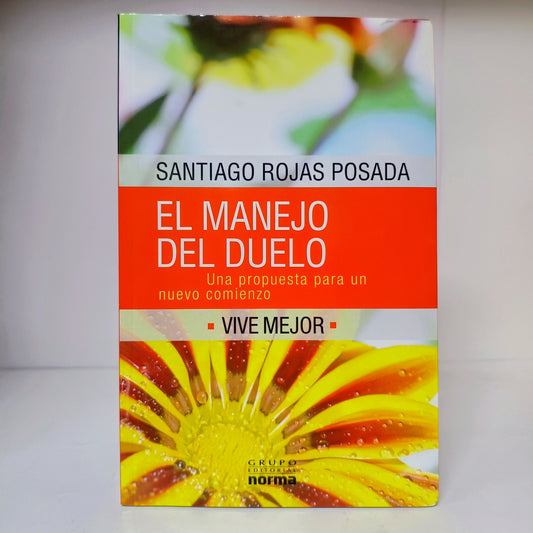 SANTIAGO ROJAS POSADA
EL MANEJO
DEL DUELO
Una propuesta para un
nuevo comienzo
VIVE MEJOR
GRUPO
EDITORIAL
norma